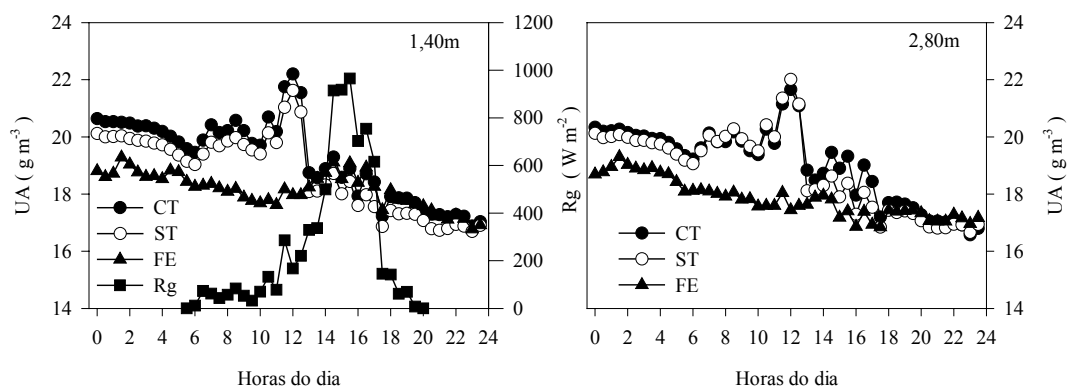 24
22
20
18
16
14
UA ( g m-3 )
1,40m
CT
ST
FE
Rg
1200
1000
800
600
400
200
0
Rg ( W m-2 )
0 2 4 6 8 10 12 14 16 18 20 22 24
Horas do dia
2,80m
CT
ST
FE
24
22
20
18
16
14
UA ( g m-3 )
0 2 4 6 8 10 12 14 16 18 20 22 24
Horas do dia